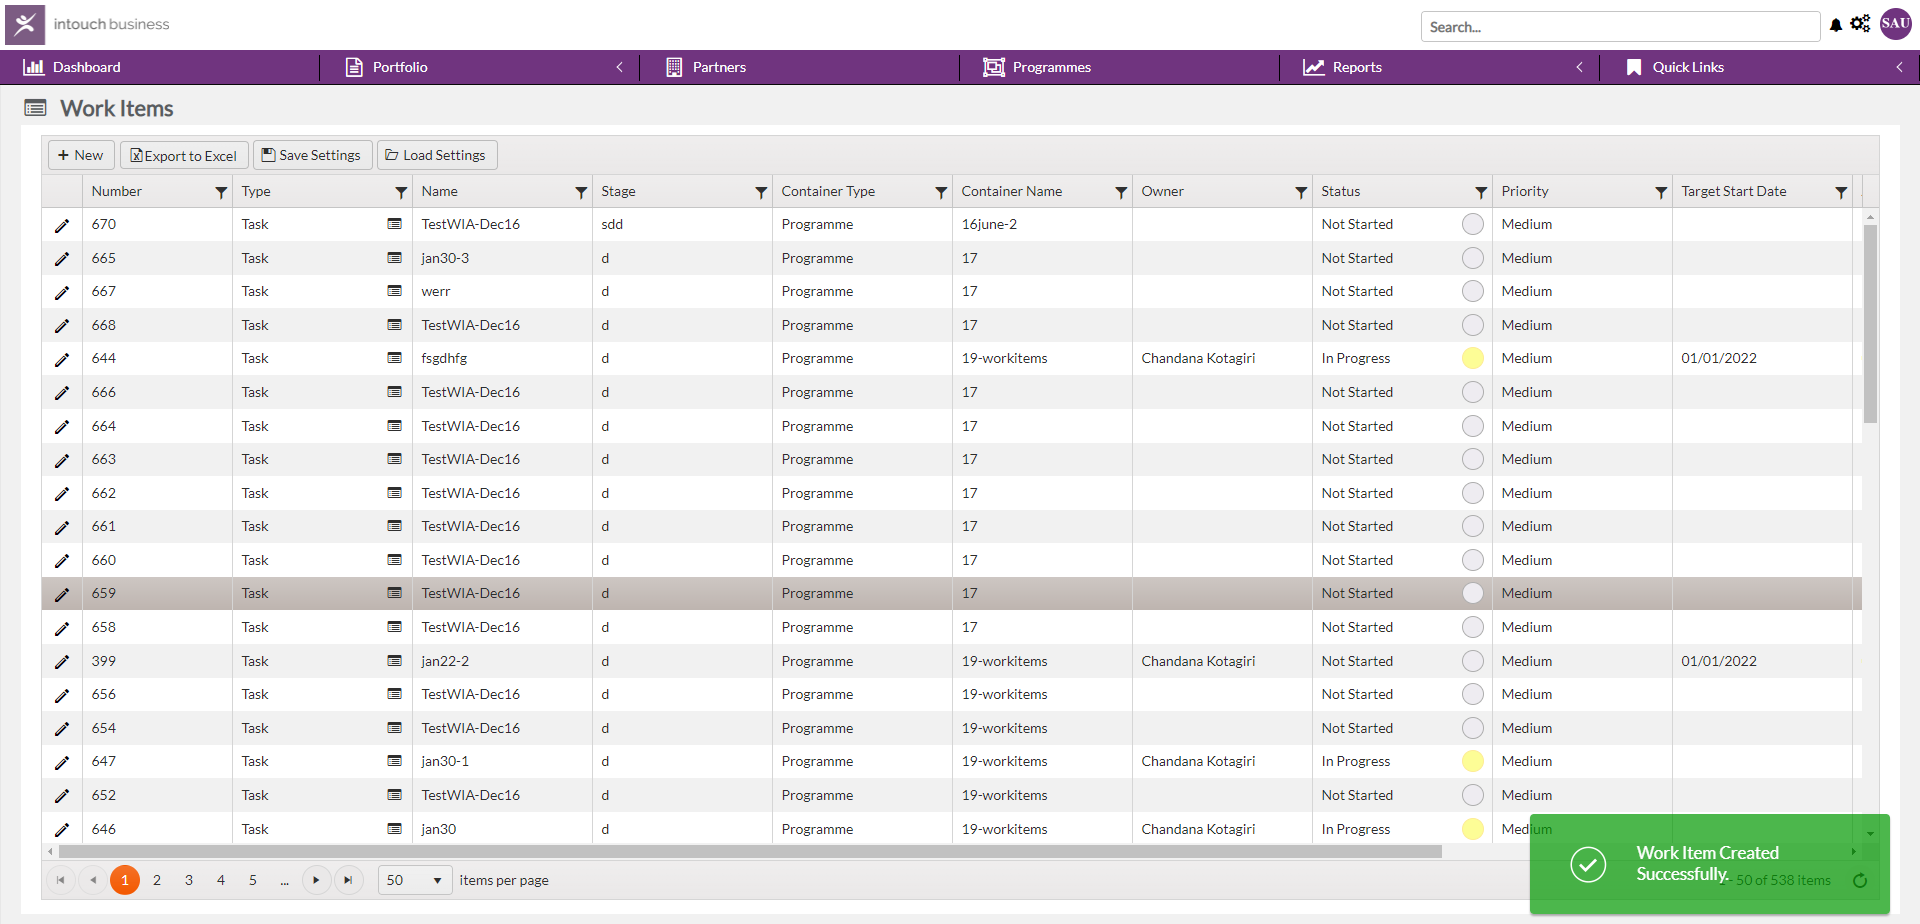 intouch business
Search...
SAU
Dashboard
Portfolio
Partners
Programmes
Reports
Quick Links
Work Items
+ New
Export to Excel
Save Settings
Load Settings
Number Type Name Stage Container Type Container Name Owner Status Priority Target Start Date
670 Task TestWIA-Dec16 sdd Programme 16june-2 Not Started Medium
665 Task jan30-3 d Programme 17 Not Started Medium
667 Task werr d Programme 17 Not Started Medium
668 Task TestWIA-Dec16 d Programme 17 Not Started Medium
644 Task fsgdhfg d Programme 19-workitems Chandana Kotagiri In Progress Medium 01/01/2022
666 Task TestWIA-Dec16 d Programme 17 Not Started Medium
664 Task TestWIA-Dec16 d Programme 17 Not Started Medium
663 Task TestWIA-Dec16 d Programme 17 Not Started Medium
662 Task TestWIA-Dec16 d Programme 17 Not Started Medium
661 Task TestWIA-Dec16 d Programme 17 Not Started Medium
660 Task TestWIA-Dec16 d Programme 17 Not Started Medium
659 Task TestWIA-Dec16 d Programme 17 Not Started Medium
658 Task TestWIA-Dec16 d Programme 17 Not Started Medium
399 Task jan22-2 d Programme 19-workitems Chandana Kotagiri Not Started Medium 01/01/2022
656 Task TestWIA-Dec16 d Programme 19-workitems Not Started Medium
654 Task TestWIA-Dec16 d Programme 19-workitems Not Started Medium
647 Task jan30-1 d Programme 19-workitems Chandana Kotagiri In Progress Medium
652 Task TestWIA-Dec16 d Programme 19-workitems Not Started Medium
646 Task jan30 d Programme 19-workitems Chandana Kotagiri In Progress Medium
1 2 3 4 5 ... 50 items per page
Work Item Created
Successfully.
- 50 of 538 items